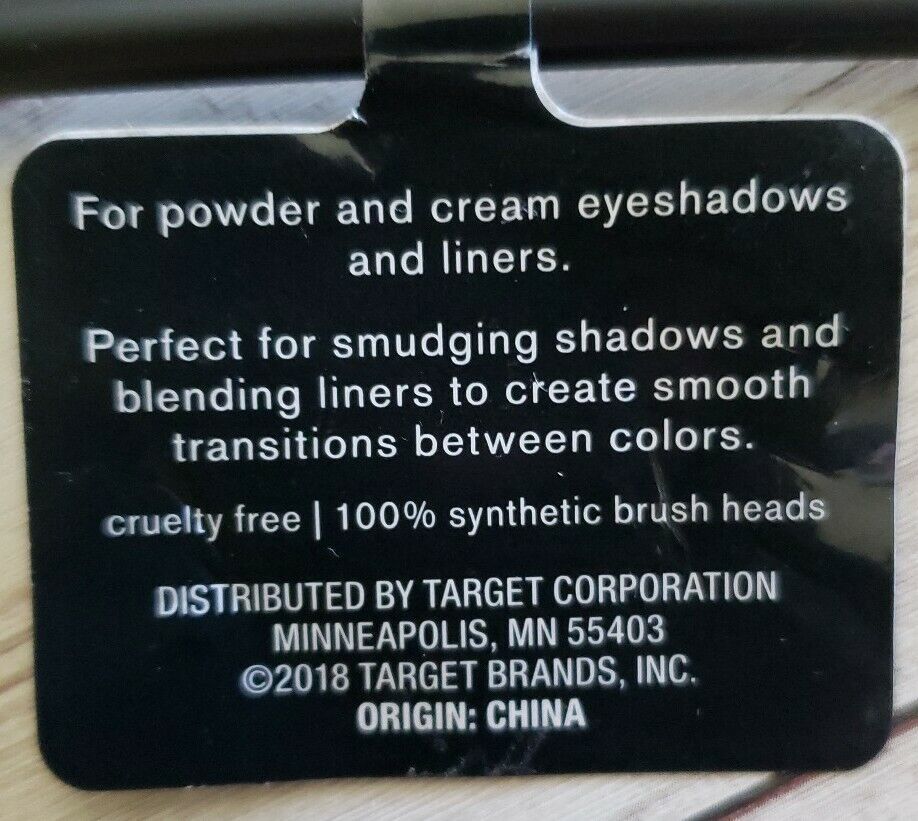 For powder and cream eyeshadows
and liners.
Perfect for smudging shadows and
blending liners to create smooth
transitions between colors.
cruelty free | 100% synthetic brush heads
DISTRIBUTED BY TARGET CORPORATION
MINNEAPOLIS, MN 55403
©2018 TARGET BRANDS, INC.
ORIGIN: CHINA